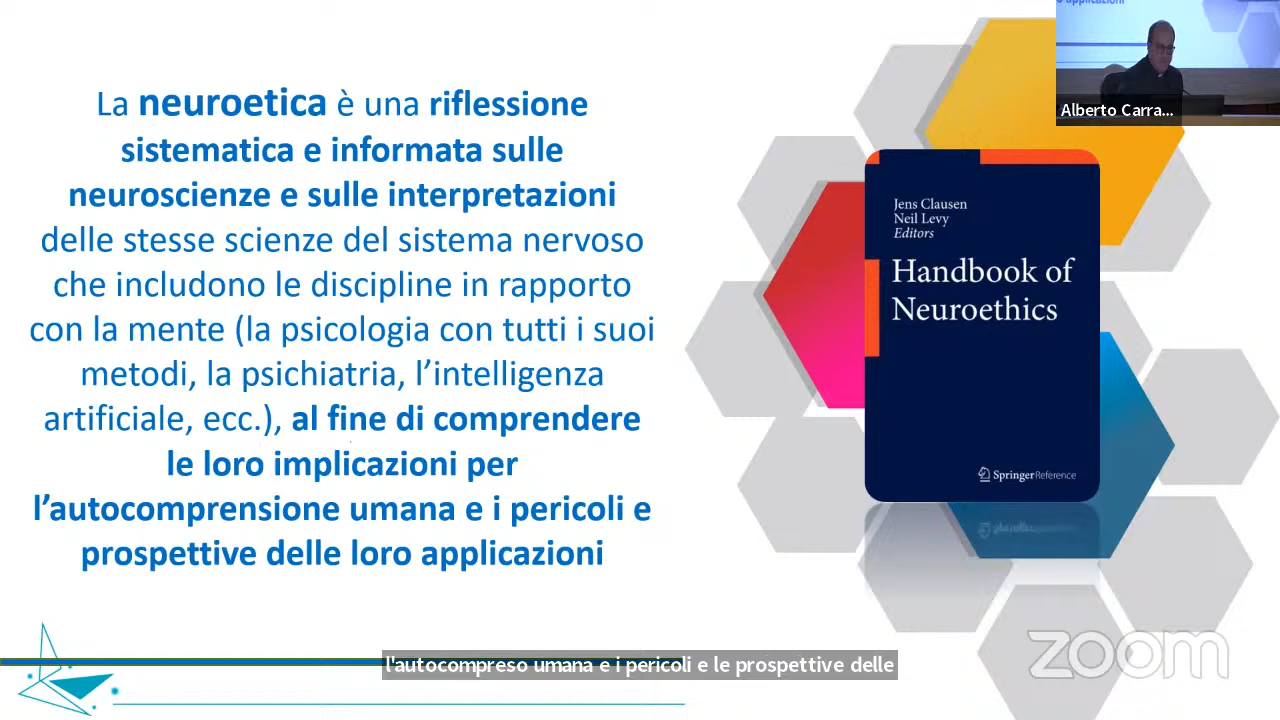 La neuroetica è una riflessione
sistematica e informata sulle
neuroscienze e sulle interpretazioni
delle stesse scienze del sistema nervoso
che includono le discipline in rapporto
con la mente (la psicologia con tutti i suoi
metodi, la psichiatria, l’intelligenza
artificiale, ecc.), al fine di comprendere
le loro implicazioni per
l’autocomprensione umana e i pericoli e
prospettive delle loro applicazioni
Jens Clausen
Neil Levy
Editors
Handbook of
Neuroethics
SpringerReference
applicazioni
Alberto Carra...
l'autocompreso umana e i pericoli e le prospettive delle
zoom